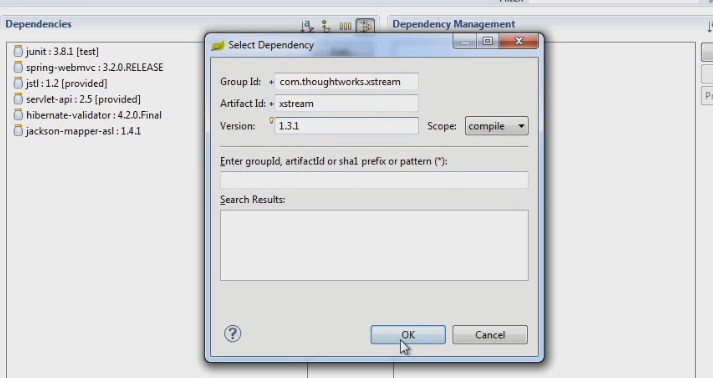 Dependencies
Dependency Management
Select Dependency
junit : 3.8.1 [test]
spring-webmvc : 3.2.0.RELEASE
jstl : 1.2 [provided]
servlet-api : 2.5 [provided]
hibernate-validator : 4.2.0.Final
jackson-mapper-asl : 1.4.1
Group Id: * com.thoughtworks.xstream
Artifact Id: * xstream
Version: 1.3.1 Scope: compile
Enter groupId, artifactId or sha1 prefix or pattern (*):
Search Results:
?
OK Cancel